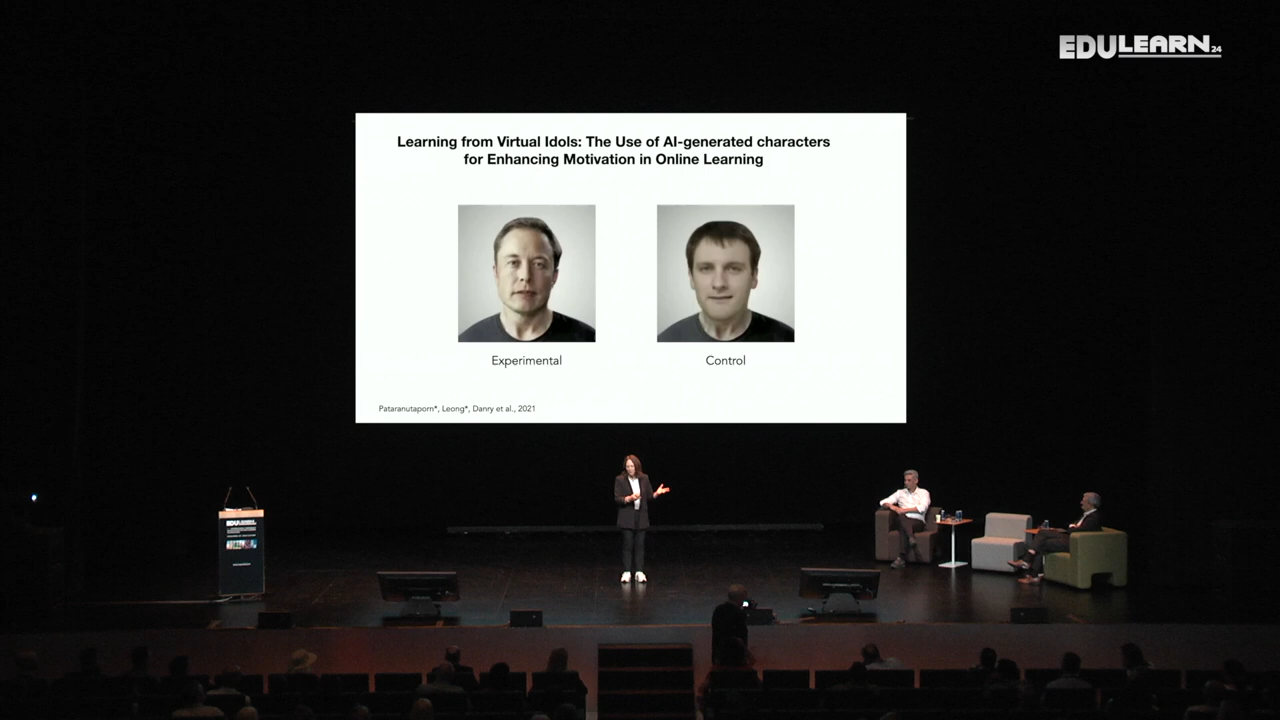 EDULEARN24
Learning from Virtual Idols: The Use of AI-generated characters
for Enhancing Motivation in Online Learning
Experimental
Control
Pataranutaporn*, Leong*, Danry et al., 2021
EDULEARN